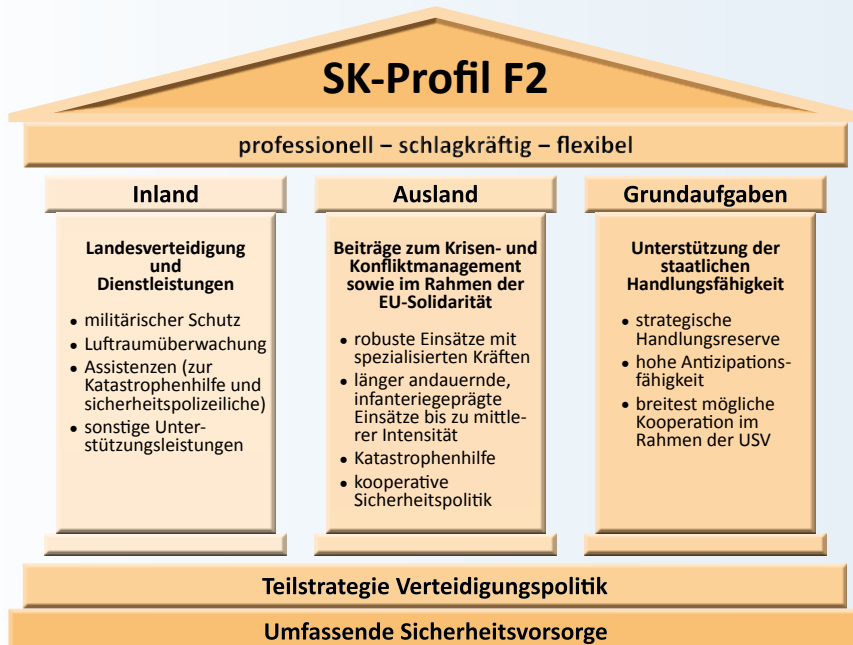 SK-Profil F2
professionell – schlagkräftig – flexibel
Inland
Landesverteidigung
und
Dienstleistungen
• militärischer Schutz
• Luftraumüberwachung
• Assistenzen (zur
Katastrophenhilfe und
sicherheitspolizeiliche)
• sonstige Unter-
stützungsleistungen
Ausland
Beiträge zum Krisen- und
Konfliktmanagement
sowie im Rahmen der
EU-Solidarität
• robuste Einsätze mit
spezialisierten Kräften
• länger andauernde,
infanteriegeprägte
Einsätze bis zu mittle-
rer Intensität
• Katastrophenhilfe
• kooperative
Sicherheitspolitik
Grundaufgaben
Unterstützung der
staatlichen
Handlungsfähigkeit
• strategische
Handlungsreserve
• hohe Antizipations-
fähigkeit
• breitest mögliche
Kooperation im
Rahmen der USV
Teilstrategie Verteidigungspolitik
Umfassende Sicherheitsvorsorge